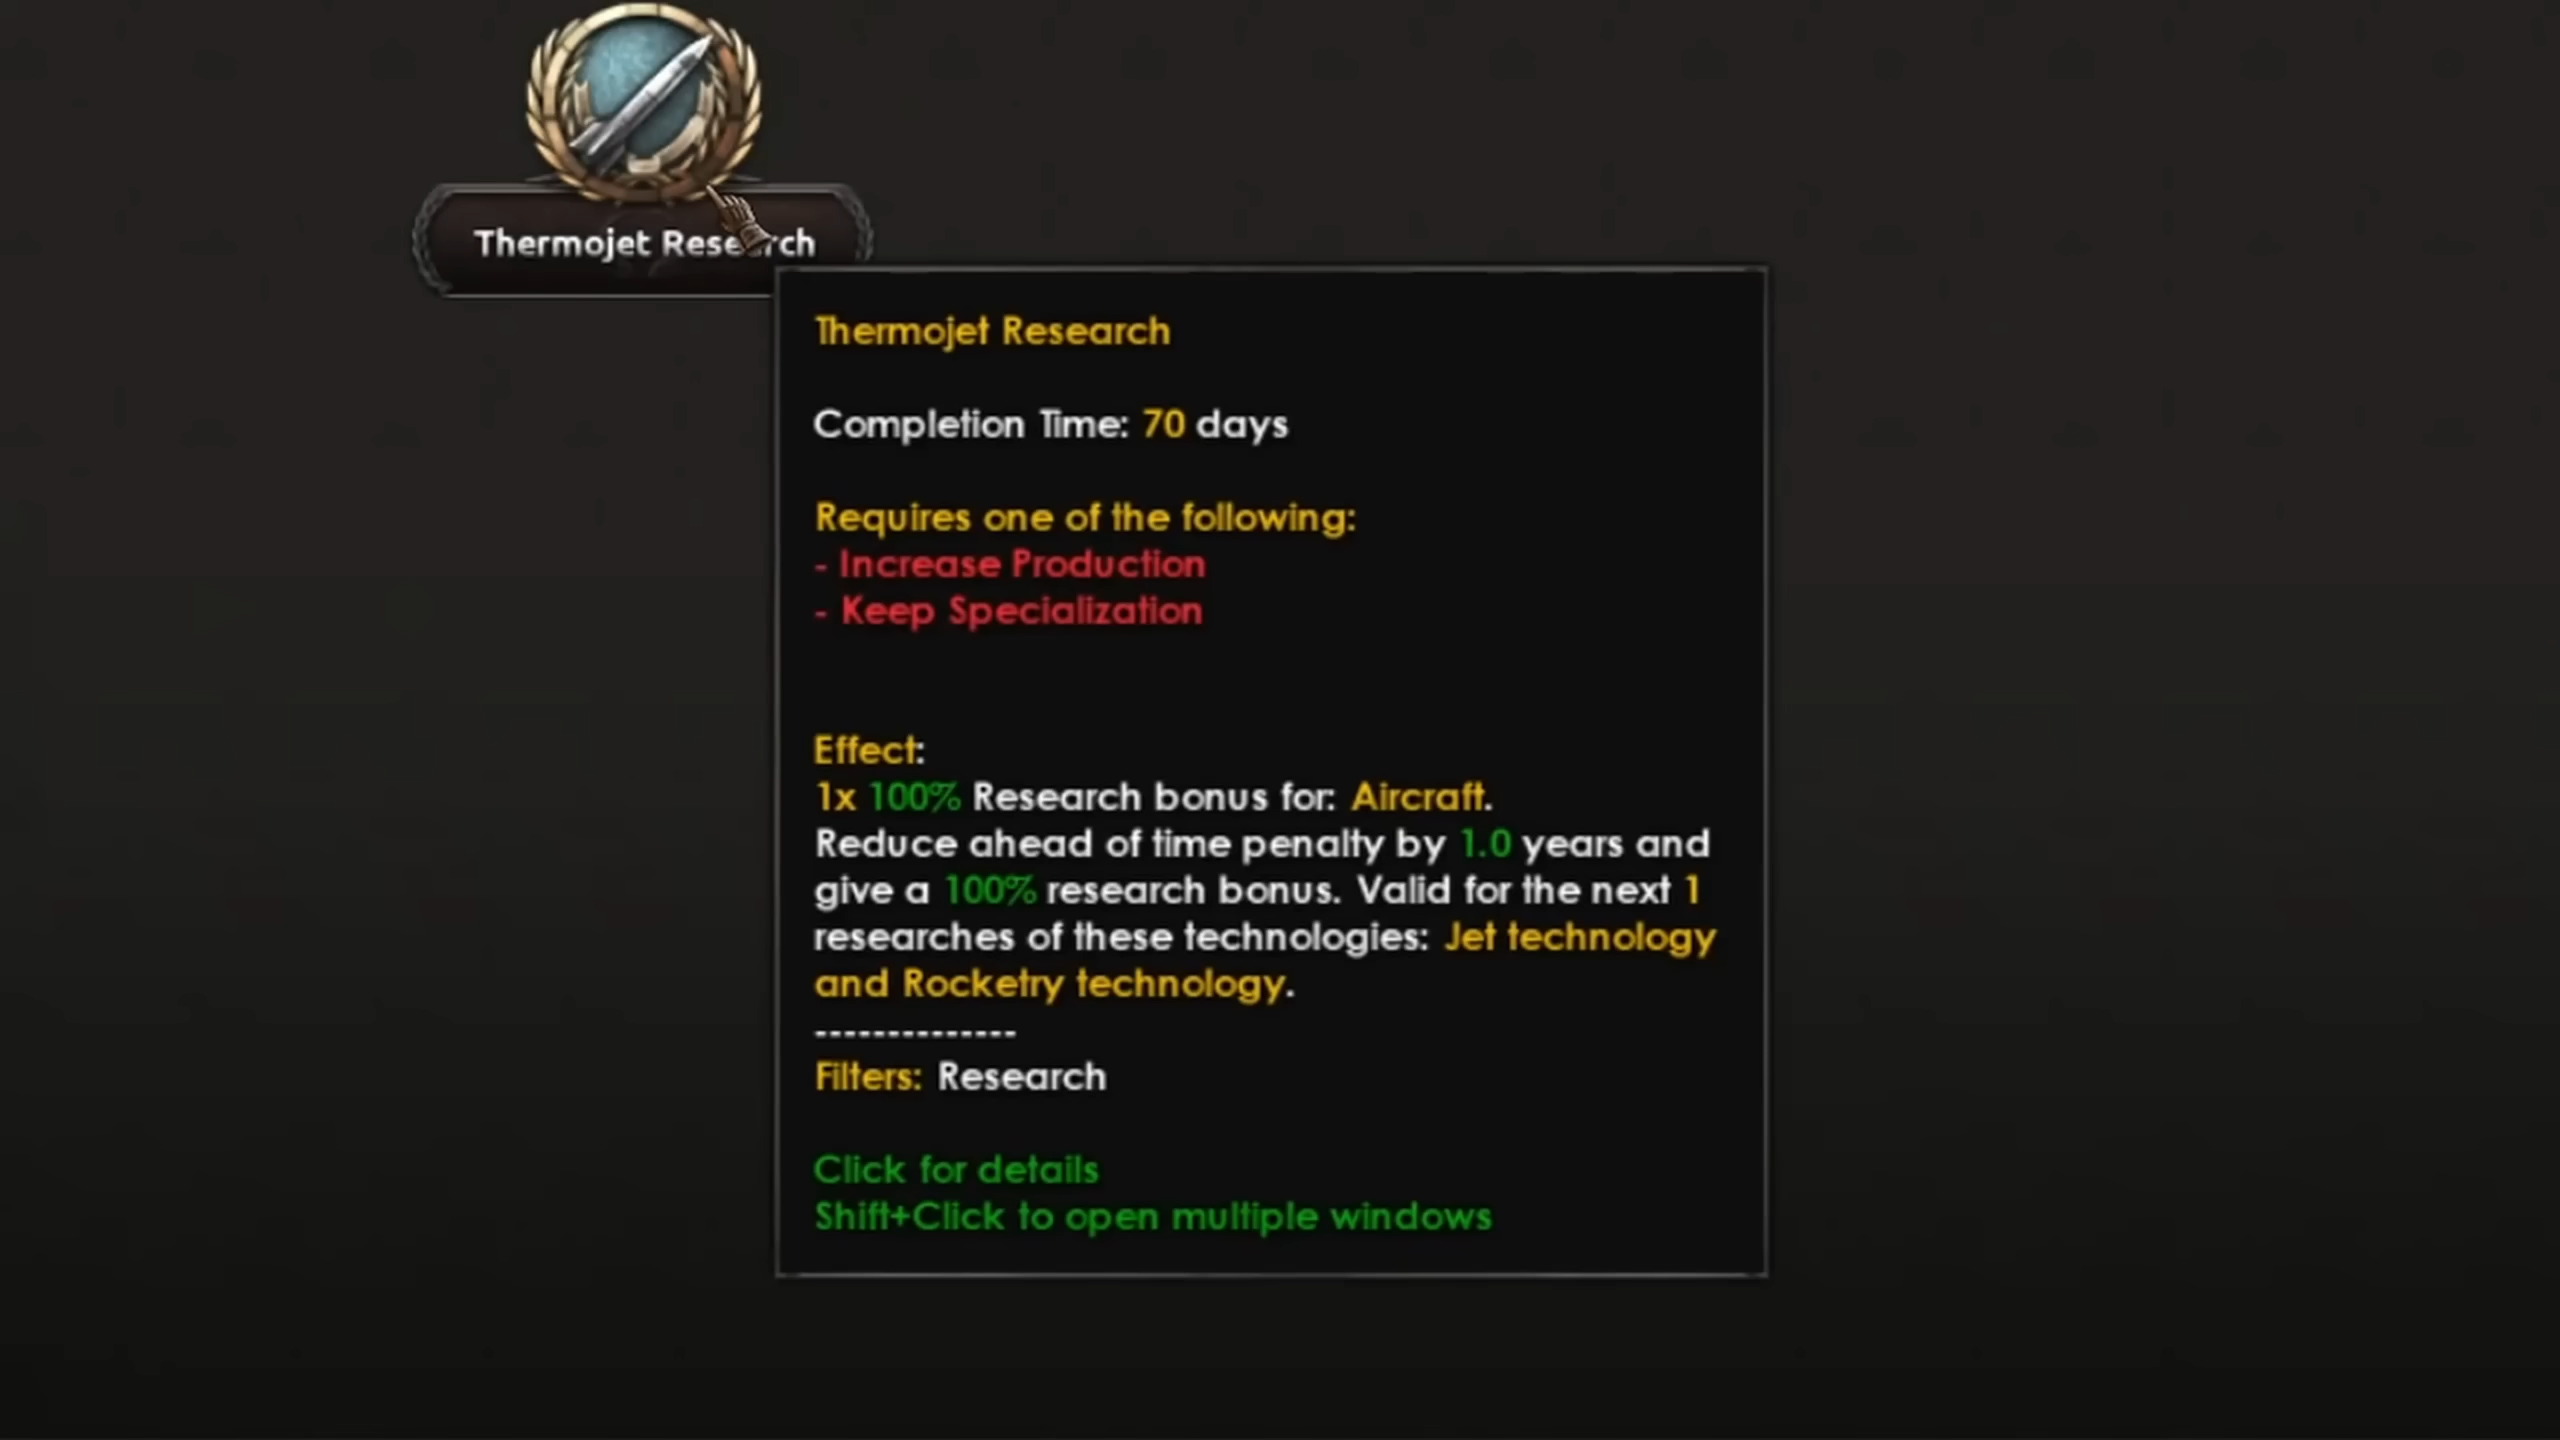 Thermojet Research
Thermojet Research
Completion Time: 70 days
Requires one of the following:
- Increase Production
- Keep Specialization
Effect:
1x 100% Research bonus for: Aircraft.
Reduce ahead of time penalty by 1.0 years and
give a 100% research bonus. Valid for the next 1
researches of these technologies: Jet technology
and Rocketry technology.
--------------
Filters: Research
Click for details
Shift+Click to open multiple windows